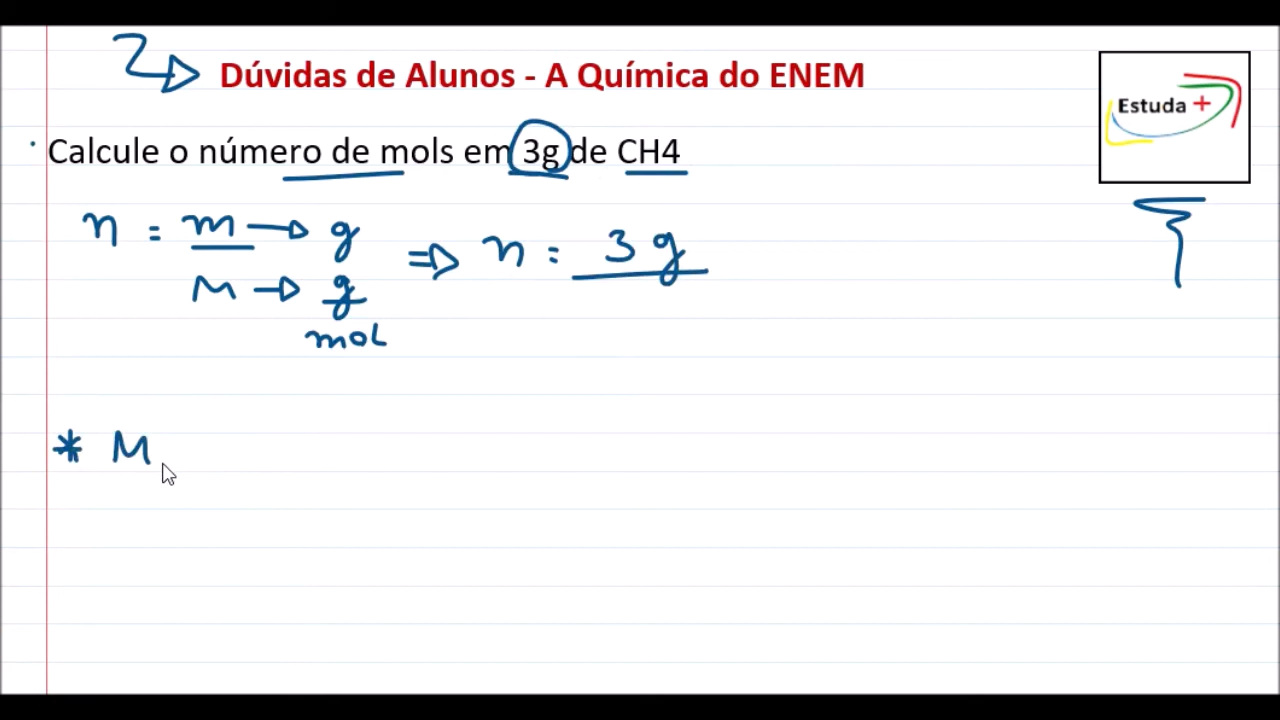 Dúvidas de Alunos - A Química do ENEM
Estuda +
Calcule o número de mols em 3g de CH4
n = m → g ⇒ n = 3 g
M → g
mol
* M